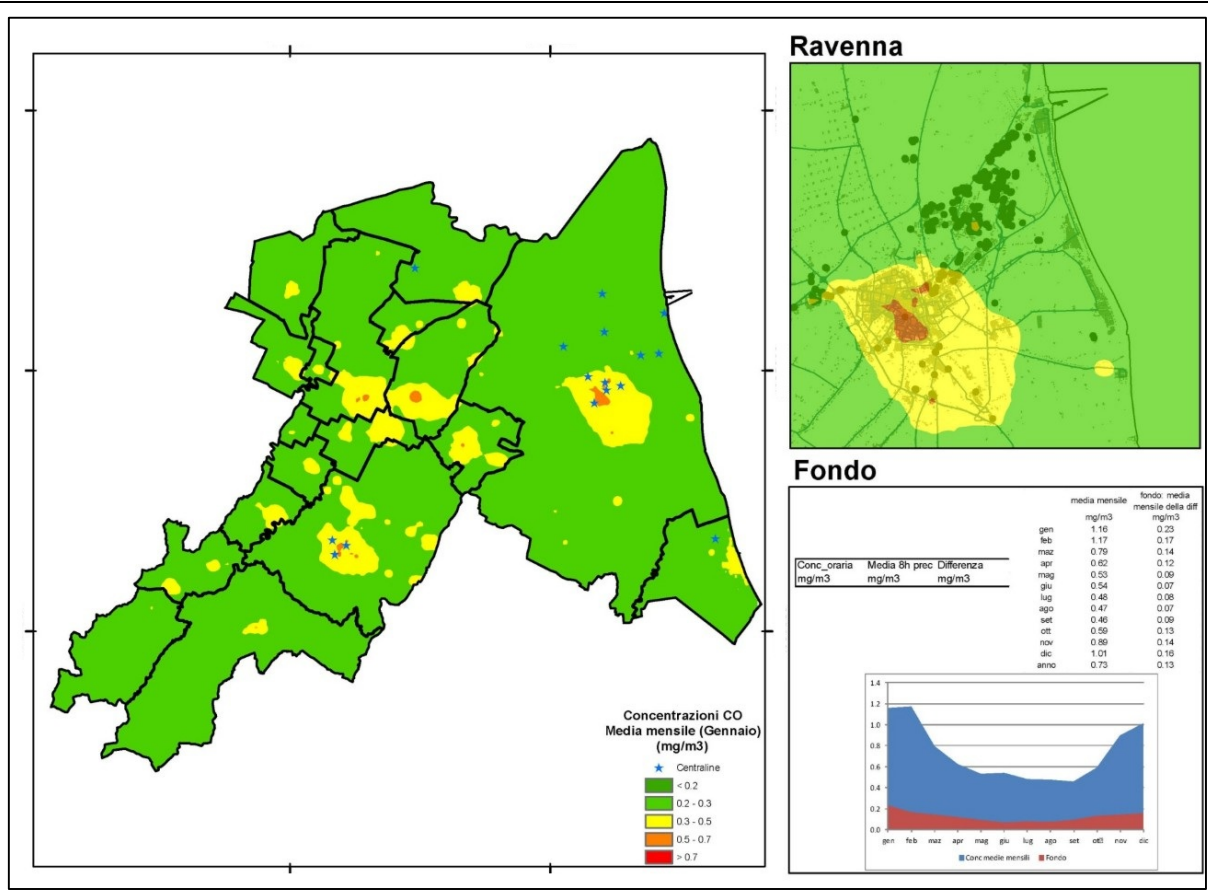 Ravenna
Concentrazioni CO
Media mensile (Gennaio)
(mg/m3)
Centraline
< 0.2
0.2 - 0.3
0.3 - 0.5
0.5 - 0.7
> 0.7
Fondo
media mensile fondo: media mensile della diff
mg/m3 mg/m3
gen 1.16 0.23
feb 1.17 0.17
maz 0.79 0.14
apr 0.62 0.12
mag 0.53 0.09
giu 0.54 0.07
lug 0.48 0.08
ago 0.47 0.07
set 0.46 0.09
ott 0.59 0.13
nov 0.89 0.14
dic 1.01 0.16
anno 0.73 0.13
Conc_oraria Media 8h prec Differenza
mg/m3 mg/m3 mg/m3
1.4
1.2
1.0
0.8
0.6
0.4
0.2
0.0
gen feb maz apr mag giu lug ago set ott nov dic
Conc medie mensili Fondo